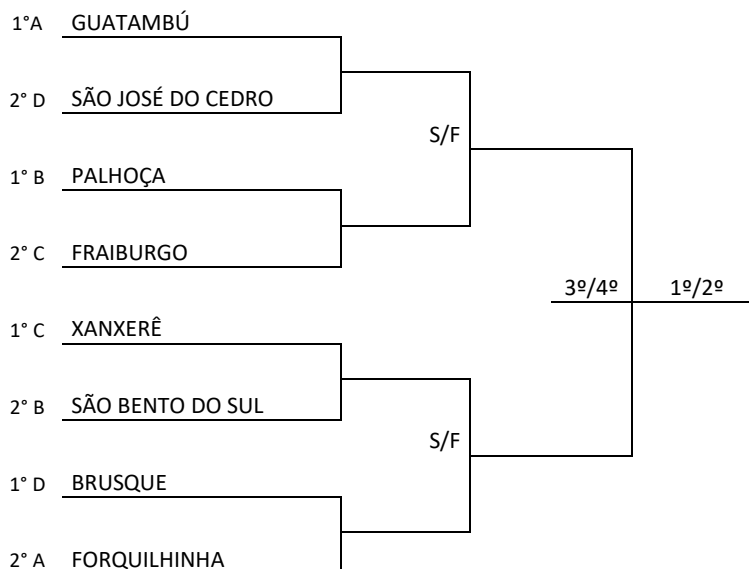 1°A GUATAMBÚ
2° D SÃO JOSÉ DO CEDRO
S/F
1° B PALHOÇA
2° C FRAIBURGO
3º/4º 1º/2º
1° C XANXERÊ
2° B SÃO BENTO DO SUL
S/F
1° D BRUSQUE
2° A FORQUILHINHA